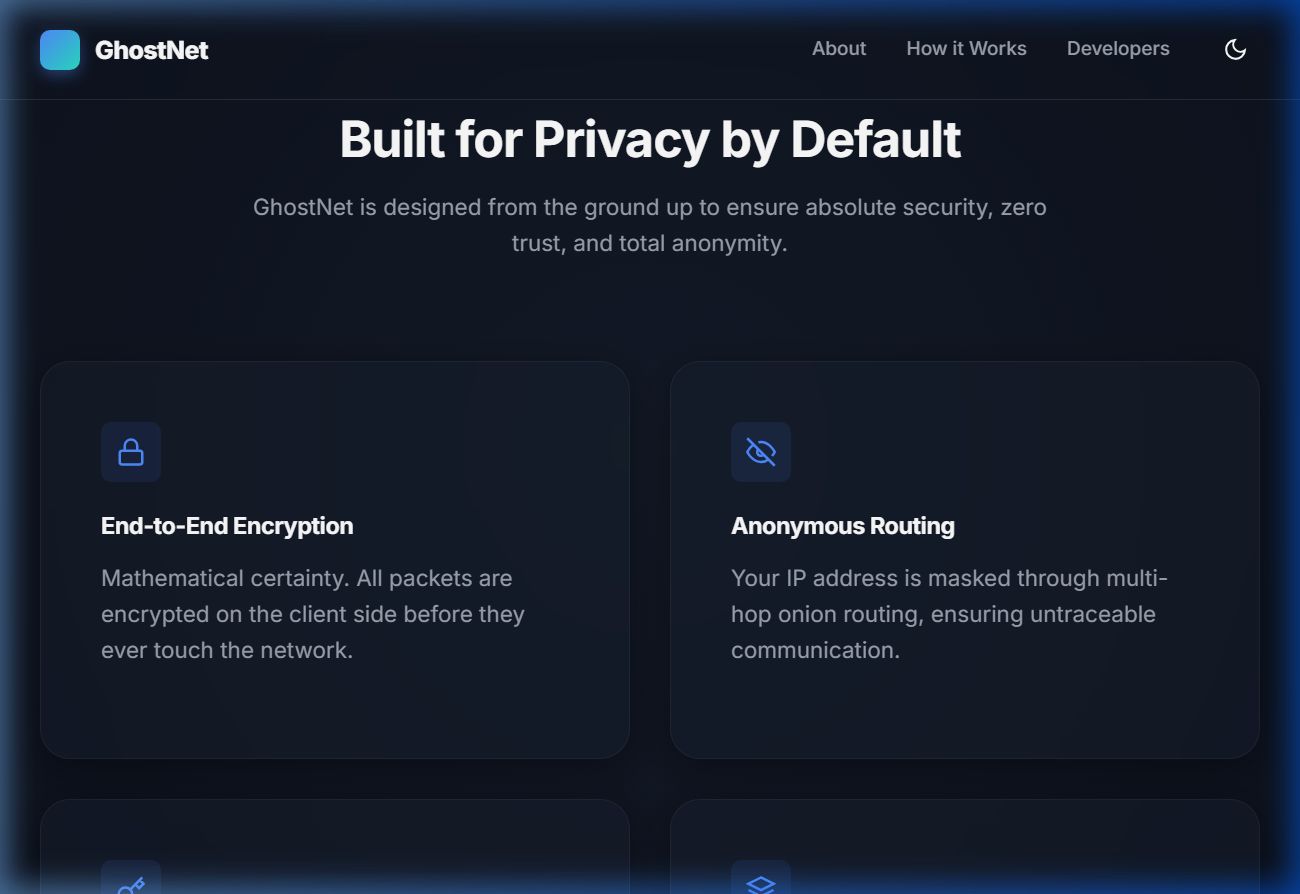 GhostNet
About
How it Works
Developers
Built for Privacy by Default
GhostNet is designed from the ground up to ensure absolute security, zero
trust, and total anonymity.
End-to-End Encryption
Mathematical certainty. All packets are
encrypted on the client side before they
ever touch the network.
Anonymous Routing
Your IP address is masked through multi-
hop onion routing, ensuring untraceable
communication.